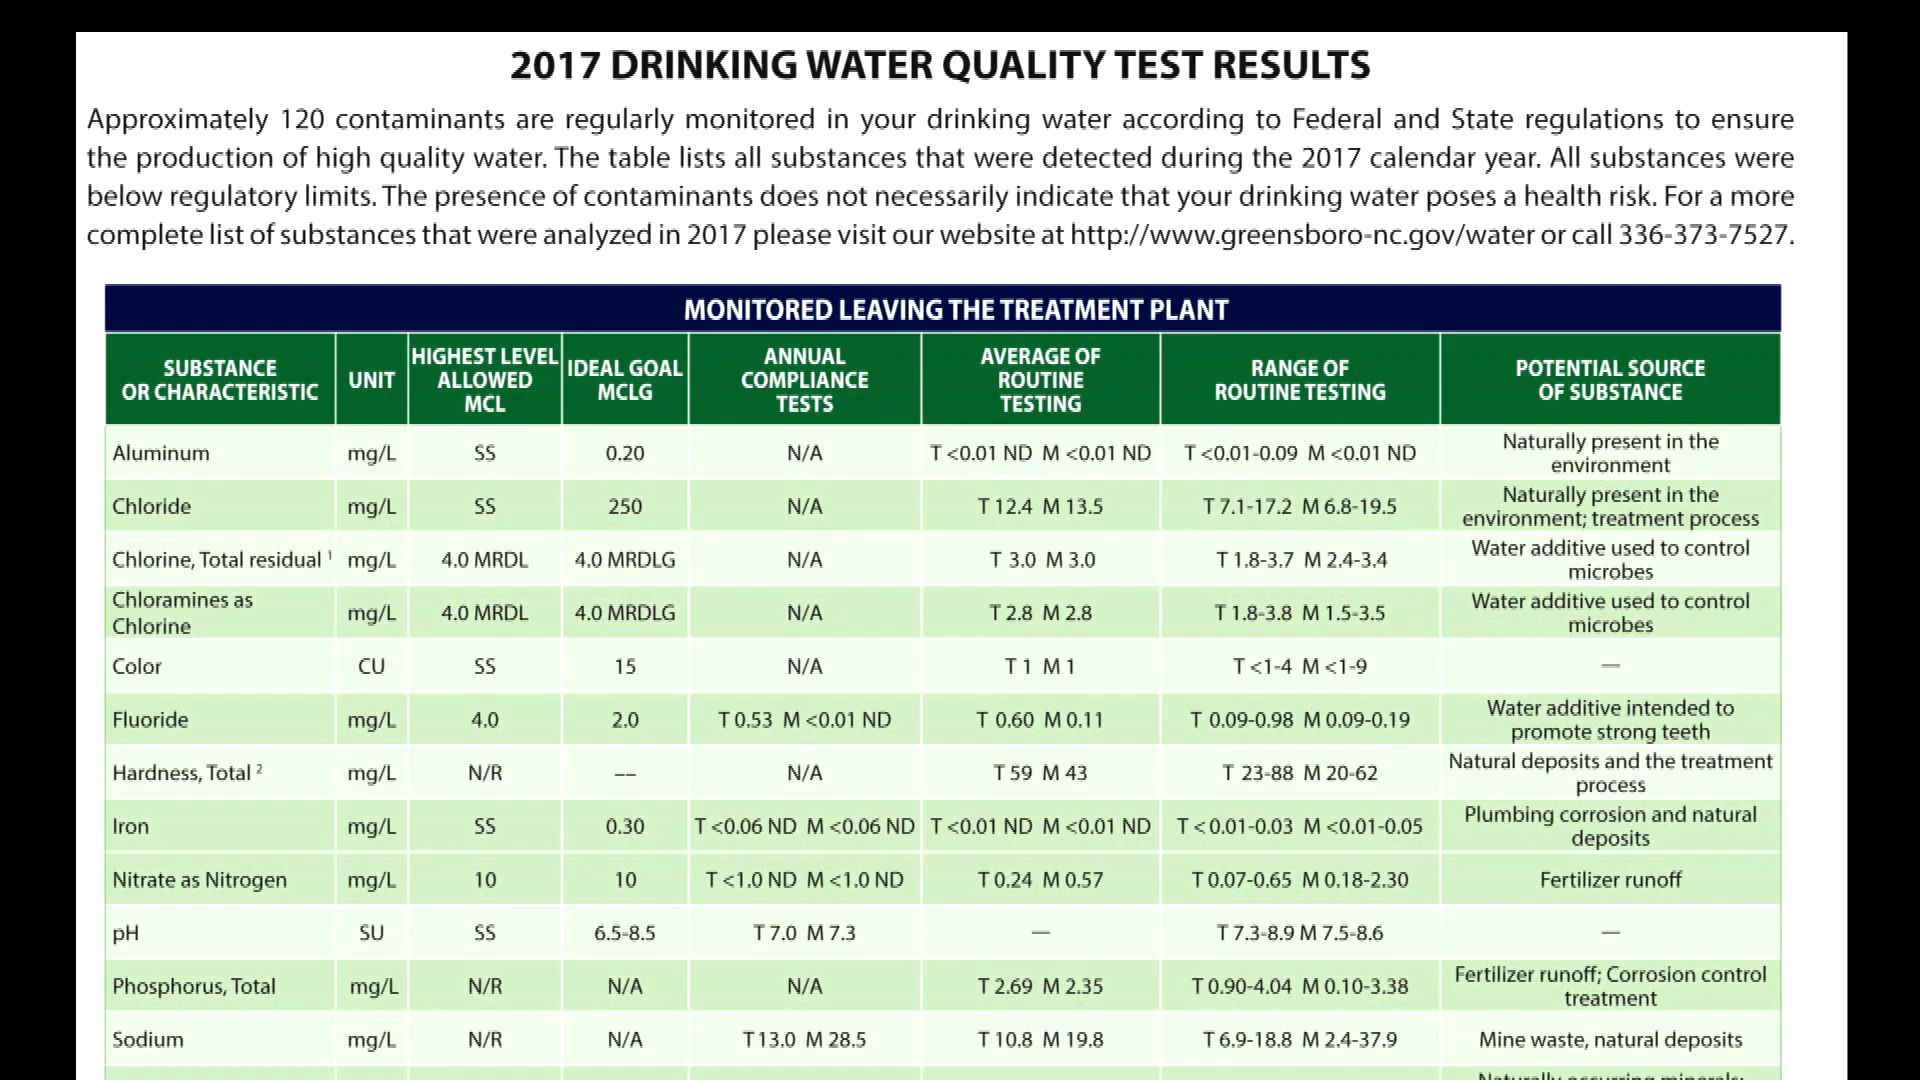 2017 DRINKING WATER QUALITY TEST RESULTS
Approximately 120 contaminants are regularly monitored in your drinking water according to Federal and State regulations to ensure
the production of high quality water. The table lists all substances that were detected during the 2017 calendar year. All substances were
below regulatory limits. The presence of contaminants does not necessarily indicate that your drinking water poses a health risk. For a more
complete list of substances that were analyzed in 2017 please visit our website at http://www.greensboro-nc.gov/water or call 336-373-7527.
MONITORED LEAVING THE TREATMENT PLANT
SUBSTANCE
OR CHARACTERISTIC
UNIT
HIGHEST LEVEL
ALLOWED
MCL
IDEAL GOAL
MCLG
ANNUAL
COMPLIANCE
TESTS
AVERAGE OF
ROUTINE
TESTING
RANGE OF
ROUTINE TESTING
POTENTIAL SOURCE
OF SUBSTANCE
Aluminum mg/L SS 0.20 N/A T <0.01 ND M <0.01 ND T <0.01-0.09 M <0.01 ND
Naturally present in the
environment
Chloride mg/L SS 250 N/A T 12.4 M 13.5 T 7.1-17.2 M 6.8-19.5
Naturally present in the
environment; treatment process
Chlorine, Total residual 1 mg/L 4.0 MRDL 4.0 MRDLG N/A T 3.0 M 3.0 T 1.8-3.7 M 2.4-3.4
Water additive used to control
microbes
Chloramines as
Chlorine
mg/L 4.0 MRDL 4.0 MRDLG N/A T 2.8 M 2.8 T 1.8-3.8 M 1.5-3.5
Water additive used to control
microbes
Color CU SS 15 N/A T 1 M 1 T <1-4 M <1-9 —
Fluoride mg/L 4.0 2.0 T 0.53 M <0.01 ND T 0.60 M 0.11 T 0.09-0.98 M 0.09-0.19
Water additive intended to
promote strong teeth
Hardness, Total 2 mg/L N/R –– N/A T 59 M 43 T 23-88 M 20-62
Natural deposits and the treatment
process
Iron mg/L SS 0.30 T <0.06 ND M <0.06 ND T <0.01 ND M <0.01 ND T < 0.01-0.03 M <0.01-0.05
Plumbing corrosion and natural
deposits
Nitrate as Nitrogen mg/L 10 10 T <1.0 ND M <1.0 ND T 0.24 M 0.57 T 0.07-0.65 M 0.18-2.30 Fertilizer runoff
pH SU SS 6.5-8.5 T 7.0 M 7.3 — T 7.3-8.9 M 7.5-8.6 —
Phosphorus, Total mg/L N/R N/A N/A T 2.69 M 2.35 T 0.90-4.04 M 0.10-3.38
Fertilizer runoff; Corrosion control
treatment
Sodium mg/L N/R N/A T 13.0 M 28.5 T 10.8 M 19.8 T 6.9-18.8 M 2.4-37.9 Mine waste, natural deposits
Naturally occurring minerals;